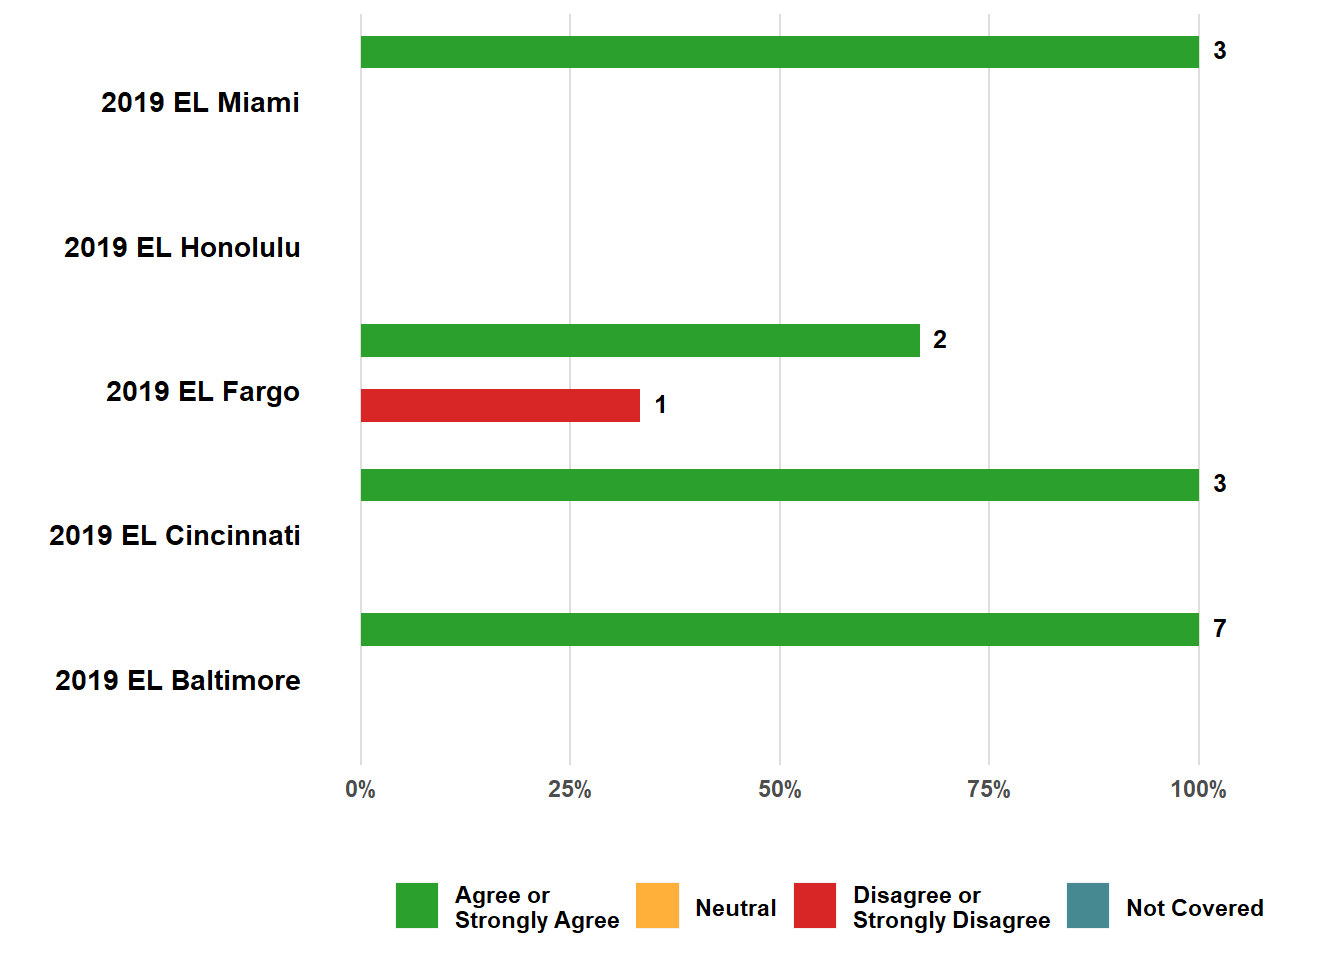 3
2019 EL Miami
2019 EL Honolulu
2
2019 EL Fargo
1
3
2019 EL Cincinnati
7
2019 EL Baltimore
0% 25% 50% 75% 100%
Agree or
Strongly Agree
Neutral
Disagree or
Strongly Disagree
Not Covered